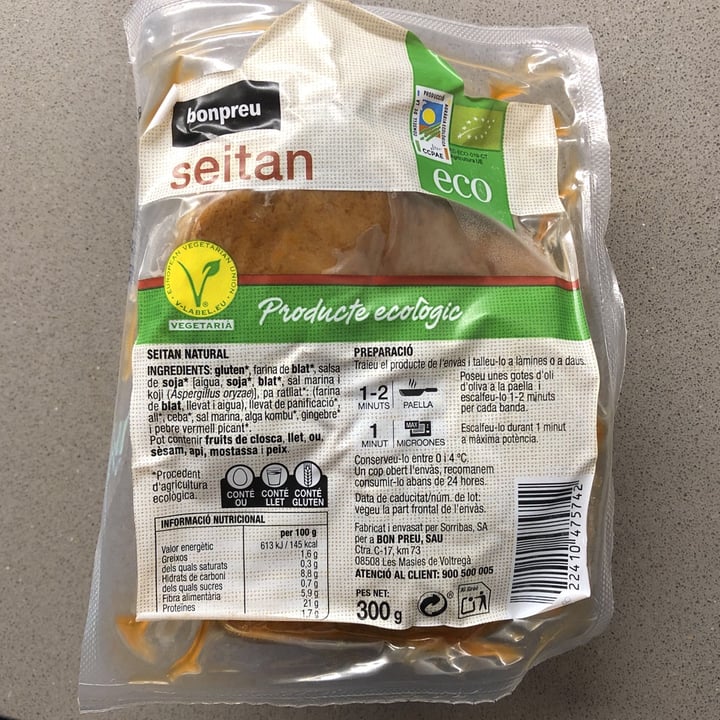 bonpreu
seitan
PRODUCCIÓ
CCPAE
Agricultura UE
eco
EUROPEAN VEGETARIAN UNION
V-LABEL.EU
VEGETARIÀ
Producte ecològic
SEITAN NATURAL
INGREDIENTS: gluten*, farina de blat*, salsa
de soja* [aigua, soja*, blat*, sal marina i
koji (Aspergillus oryzae)], pa ratllat*: (farina
de blat, llevat i aigua), llevat de panificació*,
all*, ceba*, sal marina, alga kombu*, gingebre*
i pebre vermell picant*.
Pot contenir fruits de closca, llet, ou,
sèsam, api, mostassa i peix.
*Procedent
d'agricultura
ecològica.
CONTÉ OU
CONTÉ LLET
CONTÉ GLUTEN
INFORMACIÓ NUTRICIONAL
per 100 g
Valor energètic 613 kJ / 145 kcal
Greixos 1,6 g
dels quals saturats 0,3 g
Hidrats de carboni 8,8 g
dels quals sucres 0,7 g
Fibra alimentària 5,9 g
Proteïnes 21 g
1,7 g
PREPARACIÓ
Traieu el producte de l'envàs i talleu-lo a làmines o a daus.
1-2
MINUTS
PAELLA
Poseu unes gotes d'oli
d'oliva a la paella i
escalfeu-lo 1-2 minuts
per cada banda.
1
MINUT
MAX
MICROONES
Escalfeu-lo durant 1 minut
a màxima potència.
Conserveu-lo entre 0 i 4 °C.
Un cop obert l'envàs, recomanem
consumir-lo abans de 24 hores.
Data de caducitat/núm. de lot:
vegeu la part frontal de l'envàs.
Fabricat i envasat per Sorribas, SA
per a BON PREU, SAU
Ctra. C-17, km 73
08508 Les Masies de Voltregà
ATENCIÓ AL CLIENT: 900 500 005
PES NET:
300 g
Al Groc
224101475742